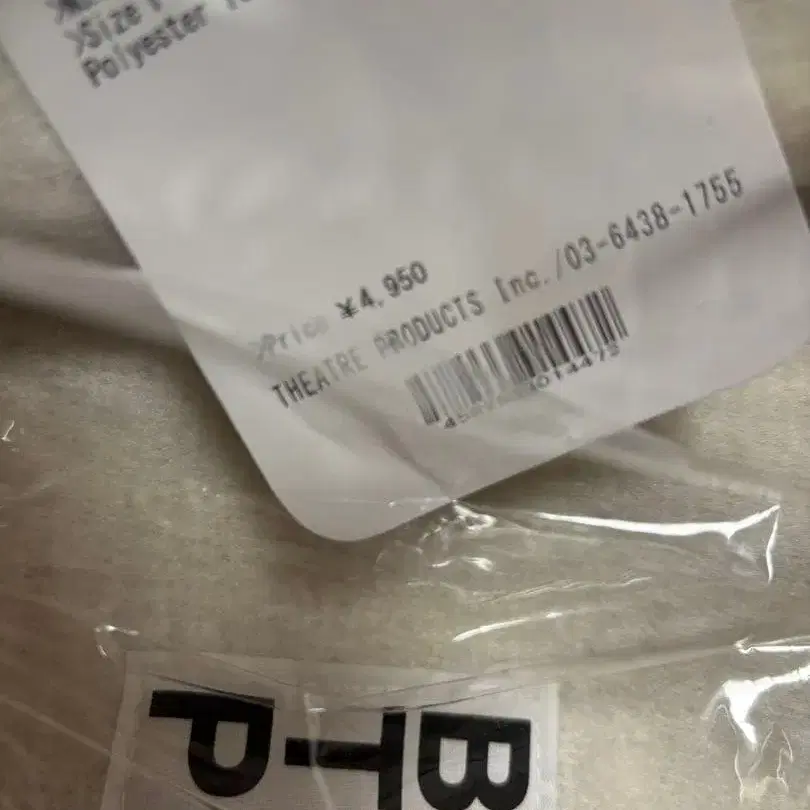 >Size
Polyester
>Price ¥4,950
THEATRE PRODUCTS Inc./03-6438-1755
B
T
P